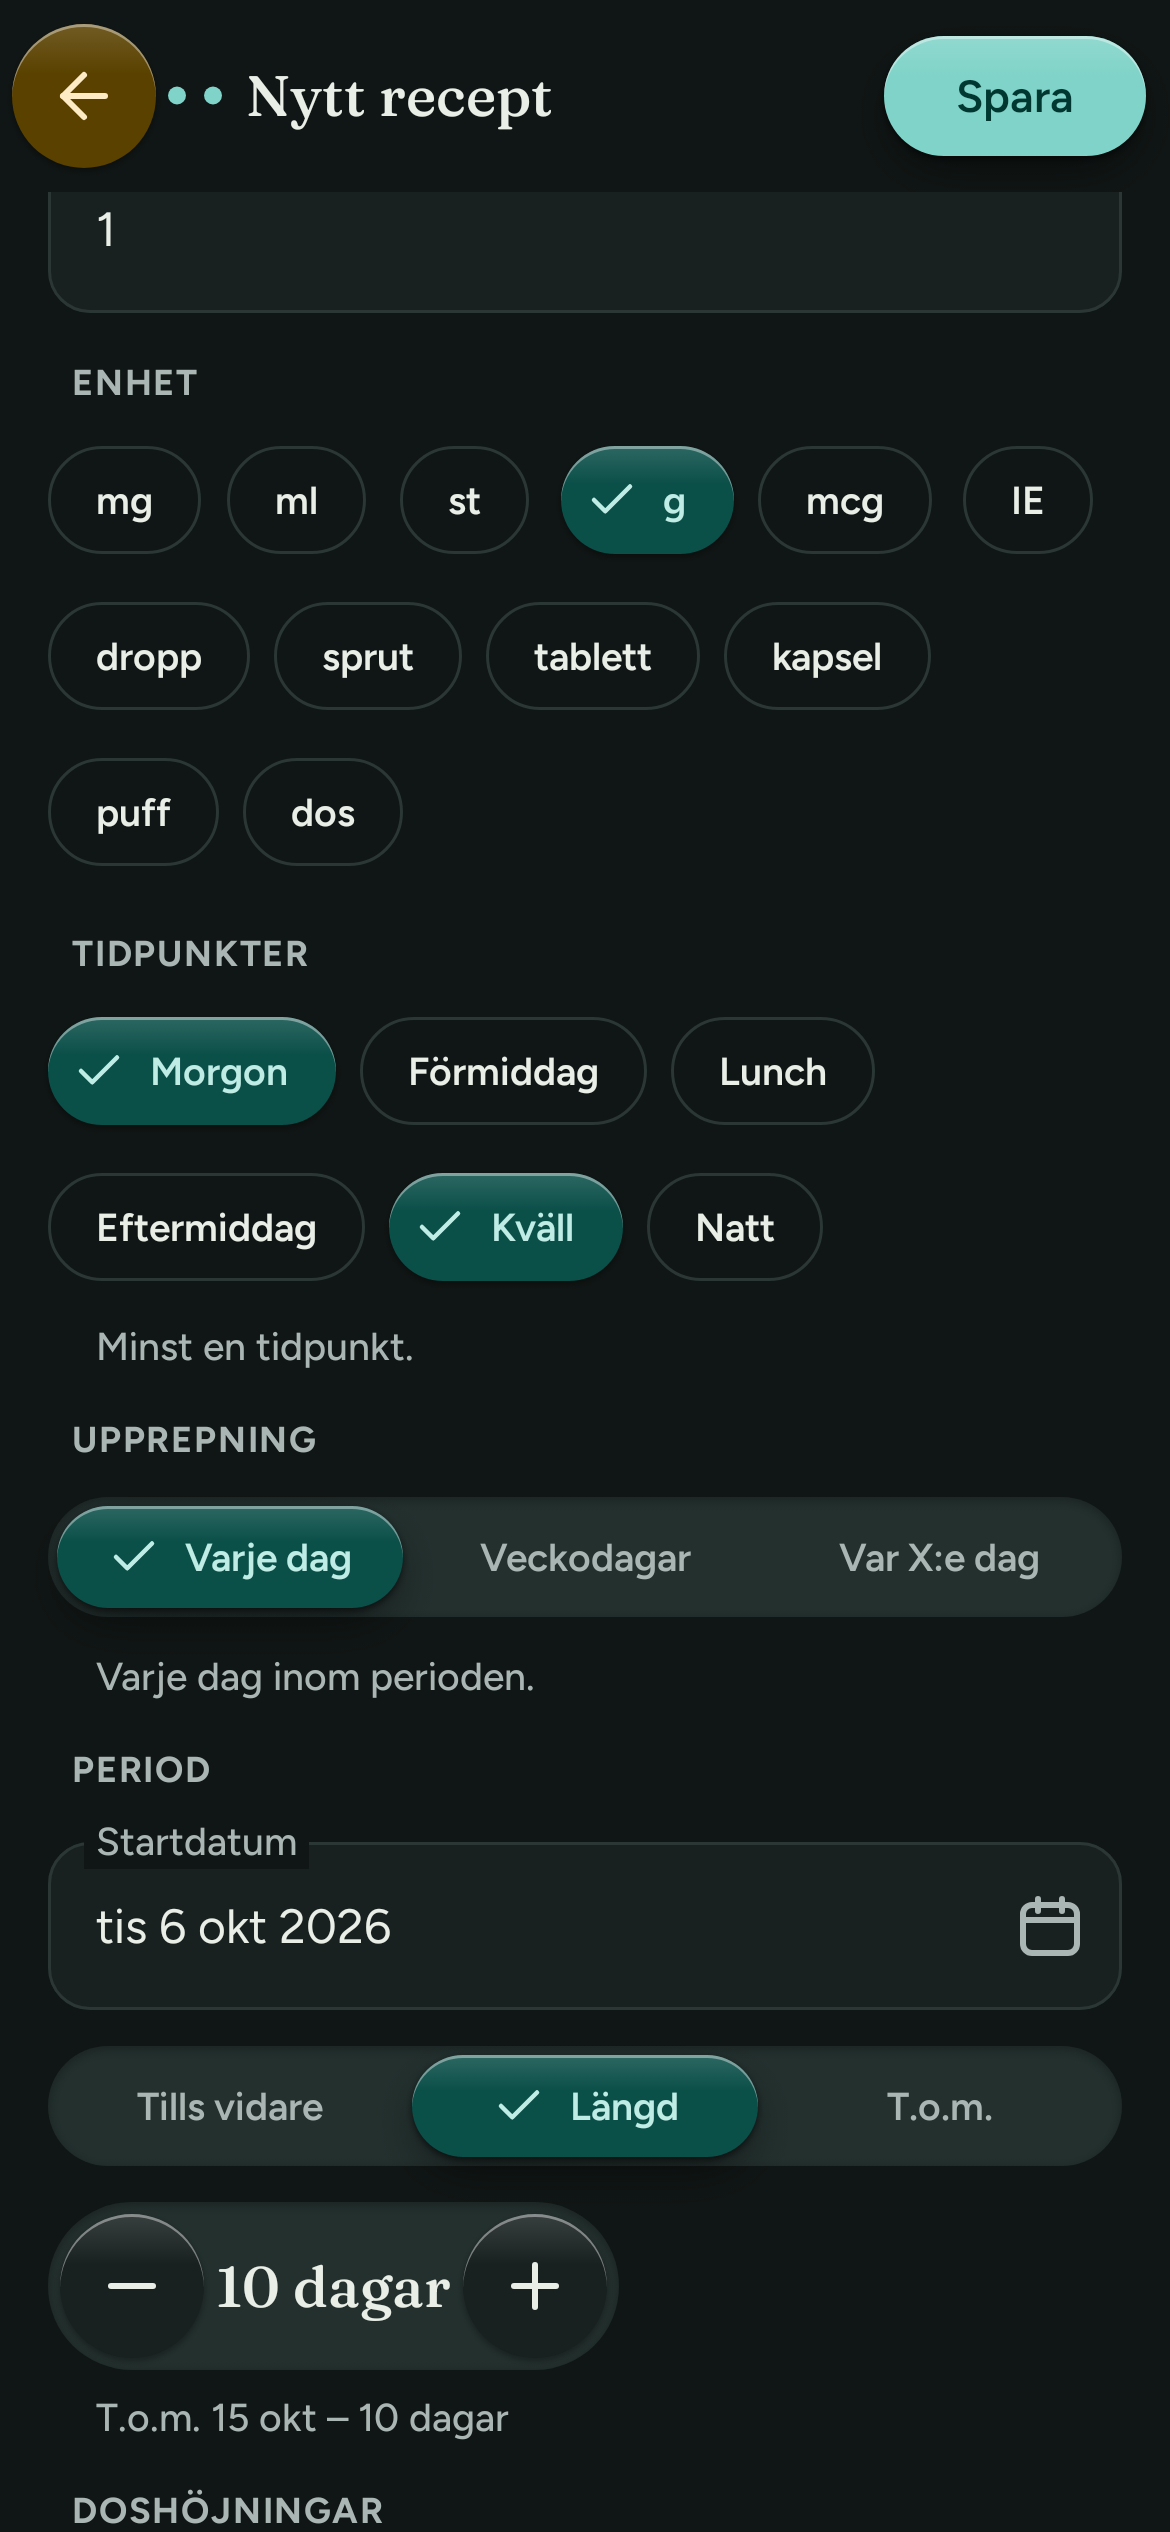 Nytt recept
Spara
1
ENHET
mg ml st g mcg IE
dropp sprut tablett kapsel
puff dos
TIDPUNKTER
Morgon Förmiddag Lunch
Eftermiddag Kväll Natt
Minst en tidpunkt.
UPPREPNING
Varje dag Veckodagar Var X:e dag
Varje dag inom perioden.
PERIOD
Startdatum
tis 6 okt 2026
Tills vidare Längd T.o.m.
10 dagar
T.o.m. 15 okt – 10 dagar
DOSHÖJNINGAR